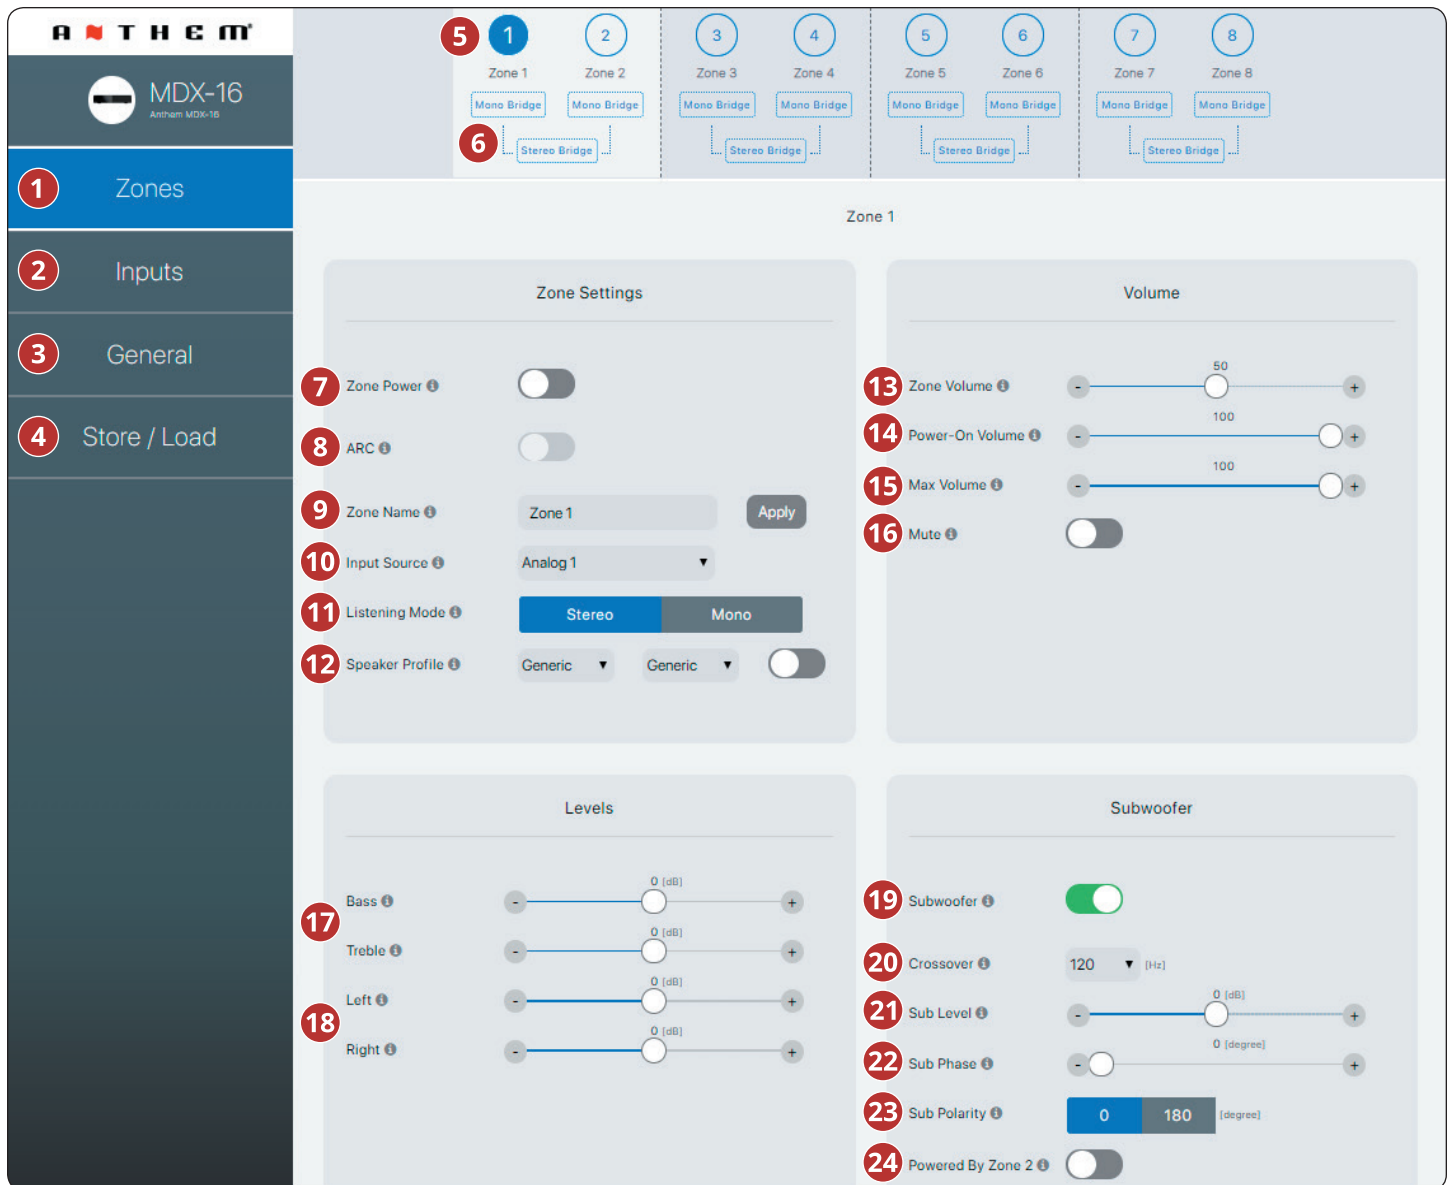 ANTHEM
MDX-16
Anthem MDX-16
1 Zones
2 Inputs
3 General
4 Store / Load
5 1 2 3 4 5 6 7 8
Zone 1 Zone 2 Zone 3 Zone 4 Zone 5 Zone 6 Zone 7 Zone 8
Mono Bridge Mono Bridge Mono Bridge Mono Bridge Mono Bridge Mono Bridge Mono Bridge Mono Bridge
6 Stereo Bridge Stereo Bridge Stereo Bridge Stereo Bridge
Zone 1
Zone Settings
7 Zone Power
8 ARC
9 Zone Name Zone 1 Apply
10 Input Source Analog 1
11 Listening Mode Stereo Mono
12 Speaker Profile Generic Generic
Volume
50
13 Zone Volume - +
100
14 Power-On Volume - +
100
15 Max Volume - +
16 Mute
Levels
0 [dB]
Bass - +
17
0 [dB]
Treble - +
0 [dB]
Left - +
18
0 [dB]
Right - +
Subwoofer
19 Subwoofer
20 Crossover 120 [Hz]
0 [dB]
21 Sub Level - +
0 [degree]
22 Sub Phase - +
23 Sub Polarity 0 180 [degree]
24 Powered By Zone 2